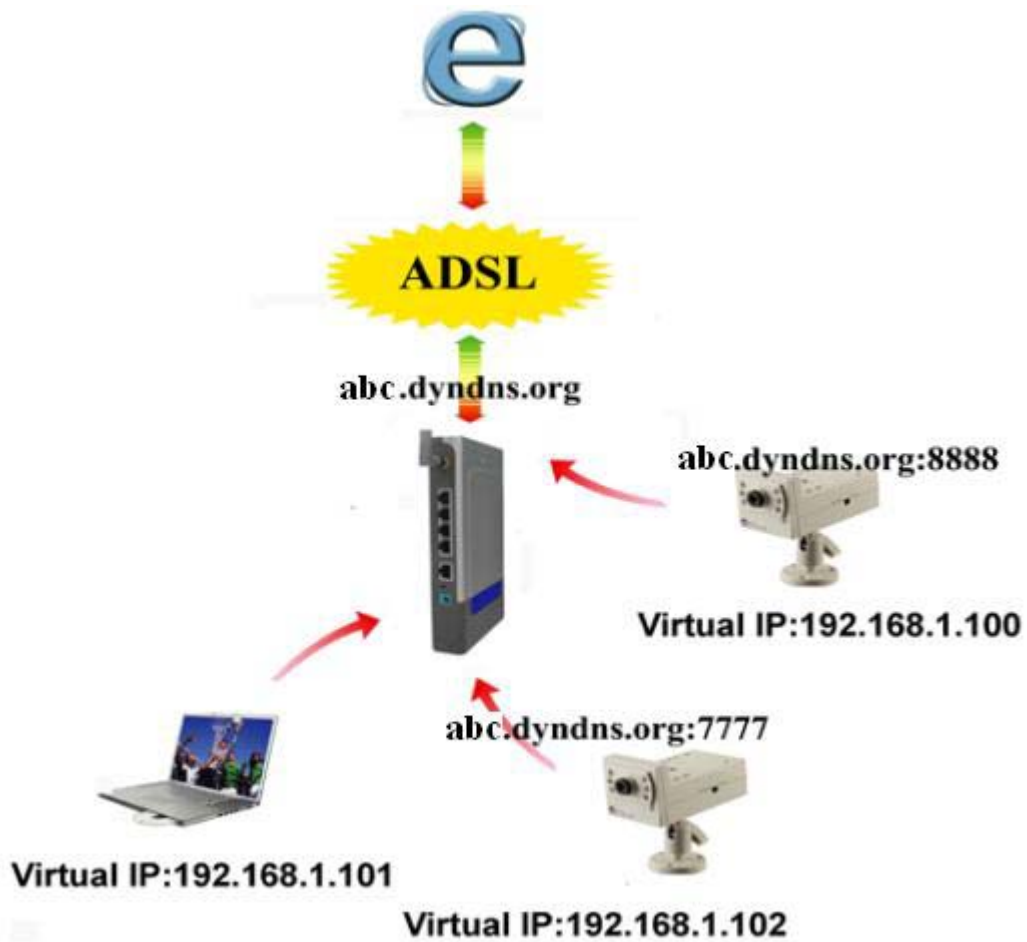 ADSL
abc.dyndns.org
abc.dyndns.org:8888
Virtual IP:192.168.1.100
abc.dyndns.org:7777
Virtual IP:192.168.1.101
Virtual IP:192.168.1.102